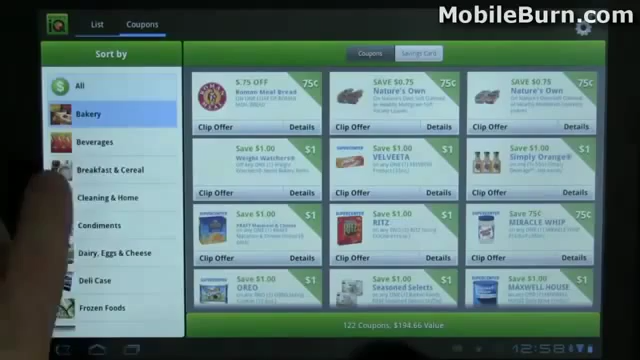 MobileBurn.com
iQ
List
Coupons
Sort by
Coupons
Savings Card
$
All
Bakery
Beverages
Breakfast & Cereal
Cleaning & Home
Condiments
Dairy, Eggs & Cheese
Deli Case
Frozen Foods
$.75 OFF
75¢
Roman Meal Bread
Clip Offer
Details
SAVE $0.75
75¢
Nature's Own
Clip Offer
Details
SAVE $0.75
75¢
Nature's Own
Clip Offer
Details
Save $1.00
$1
Weight Watchers®
Clip Offer
Details
Save $1.00
$1
VELVEETA
Clip Offer
Details
Save $1.00
$1
Simply Orange®
Clip Offer
Details
Save $1.00
$1
KRAFT Macaroni & Cheese
Clip Offer
Details
Save $1.00
$1
RITZ
Clip Offer
Details
Save 75¢
75¢
MIRACLE WHIP
Clip Offer
Details
Save $1.00
$1
OREO
Save $1.00
$1
Seasoned Selects
Save $1.00
$1
MAXWELL HOUSE
122 Coupons, $194.66 Value
12:58